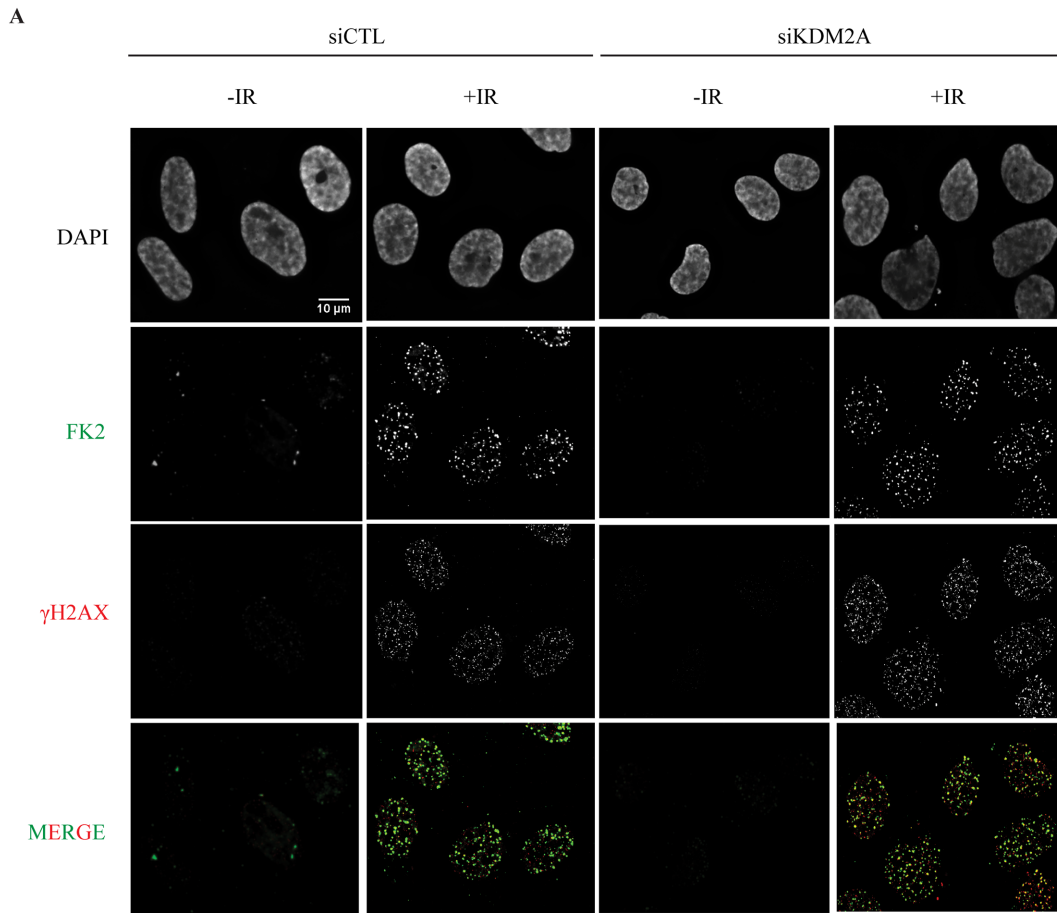 A
siCTL siKDM2A
-IR +IR -IR +IR
DAPI
10 µm
FK2
γH2AX
MERGE